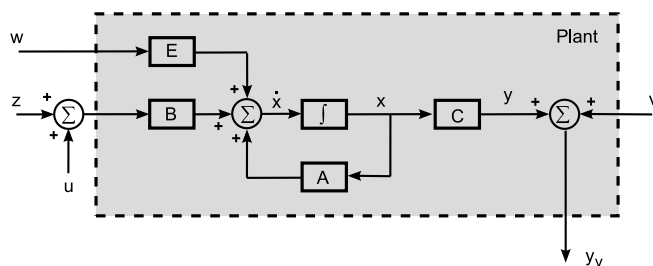 Plant
w
E
ẋ
z
+
+
Σ
u
B
+
+
+
Σ
∫
x
A
C
y
+
+
Σ
v
y_v